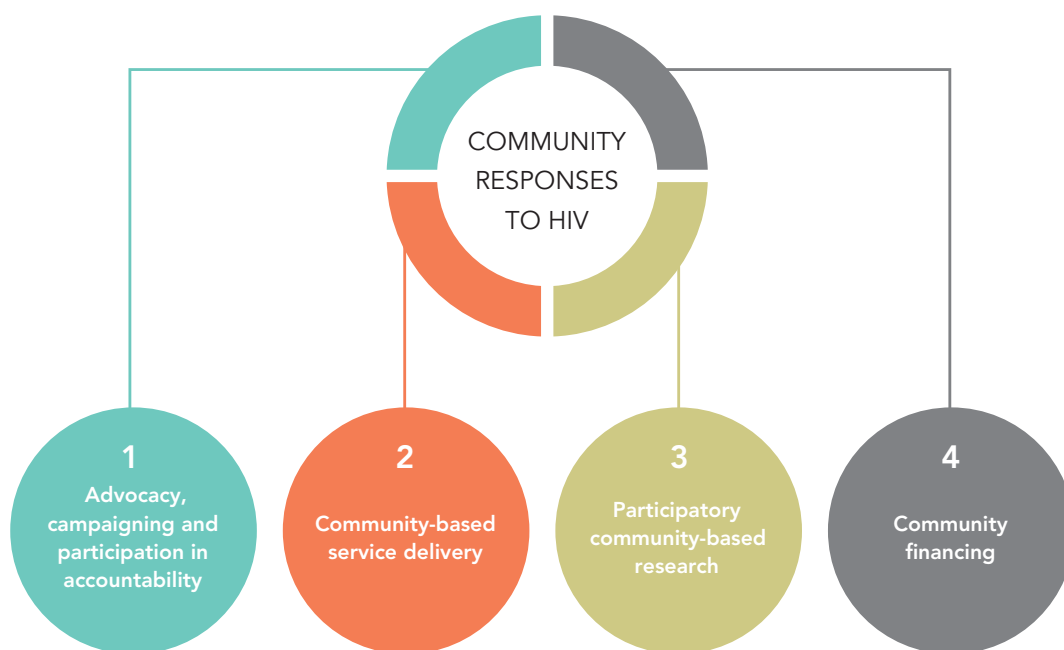 COMMUNITY
RESPONSES
TO HIV
1
Advocacy,
campaigning and
participation in
accountability
2
Community-based
service delivery
3
Participatory
community-based
research
4
Community
financing